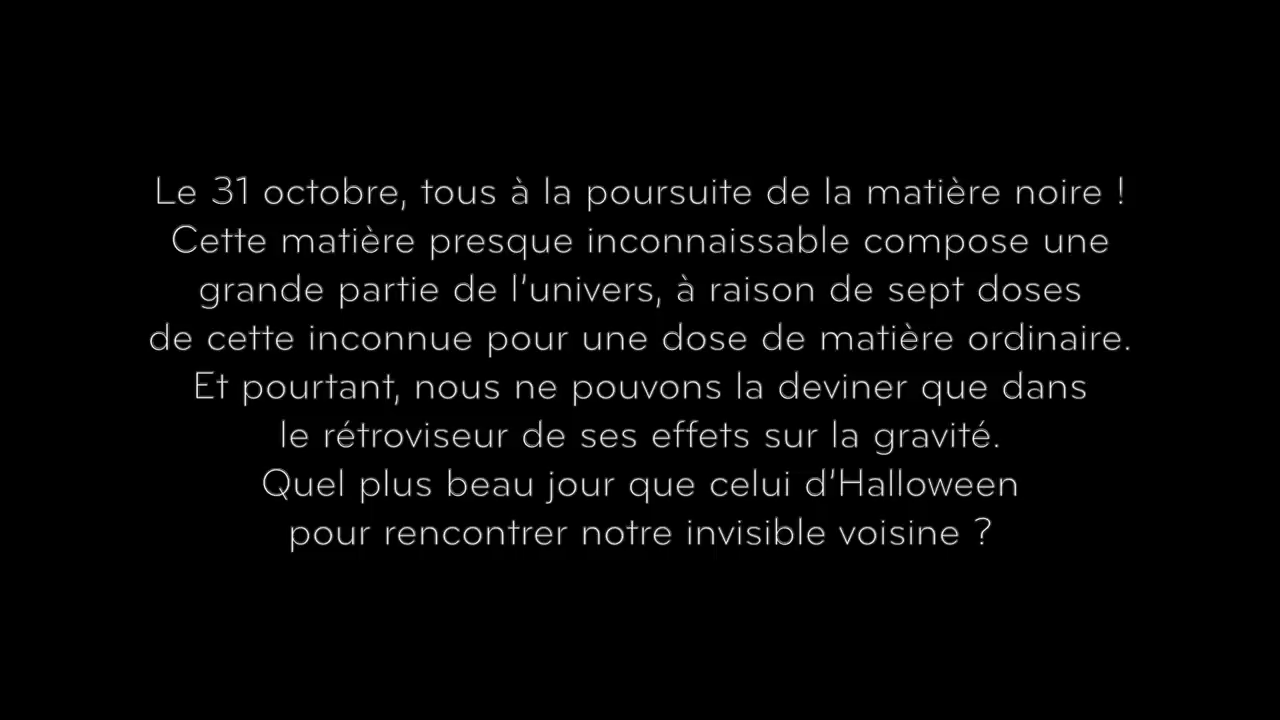 Le 31 octobre, tous à la poursuite de la matière noire !
Cette matière presque inconnaissable compose une
grande partie de l’univers, à raison de sept doses
de cette inconnue pour une dose de matière ordinaire.
Et pourtant, nous ne pouvons la deviner que dans
le rétroviseur de ses effets sur la gravité.
Quel plus beau jour que celui d’Halloween
pour rencontrer notre invisible voisine ?